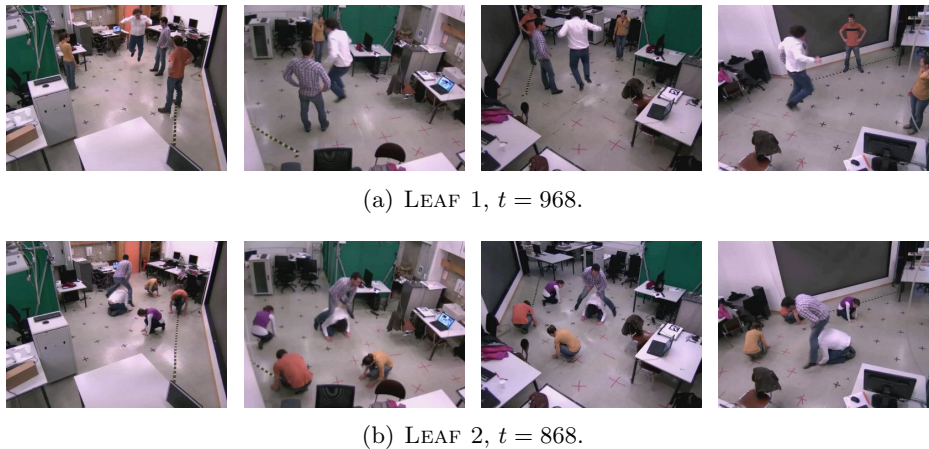 (a) LEAF 1, t = 968.
(b) LEAF 2, t = 868.